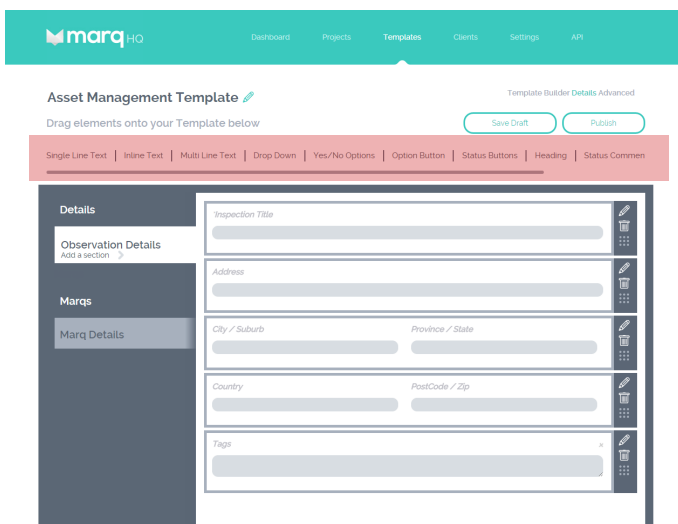 marq HQ
Dashboard Projects Templates Clients Settings API
Asset Management Template
Template Builder Details Advanced
Drag elements onto your Template below
Save Draft Publish
Single Line Text | Inline Text | Multi Line Text | Drop Down | Yes/No Options | Option Button | Status Buttons | Heading | Status Commen
Details
Observation Details
Add a section >
Marqs
Marq Details
*Inspection Title
Address
City / Suburb Province / State
Country PostCode / Zip
Tags x